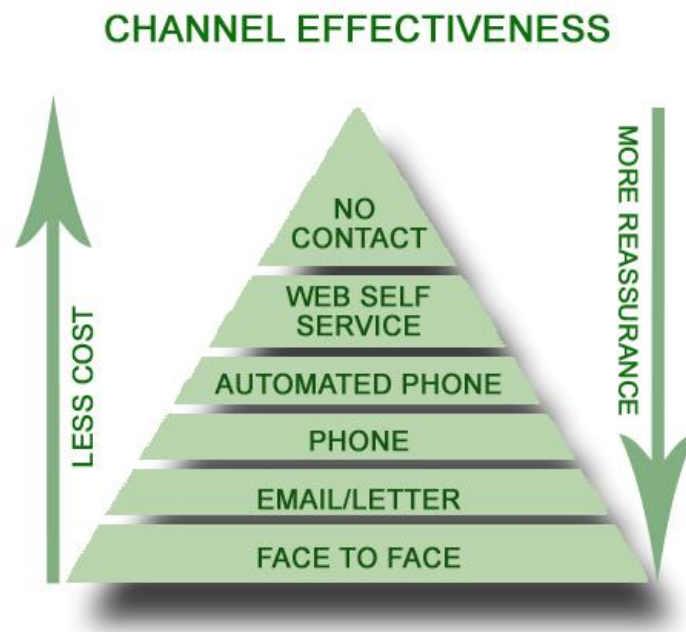 CHANNEL EFFECTIVENESS
NO
CONTACT
WEB SELF
SERVICE
AUTOMATED PHONE
PHONE
EMAIL/LETTER
FACE TO FACE
LESS COST
MORE REASSURANCE